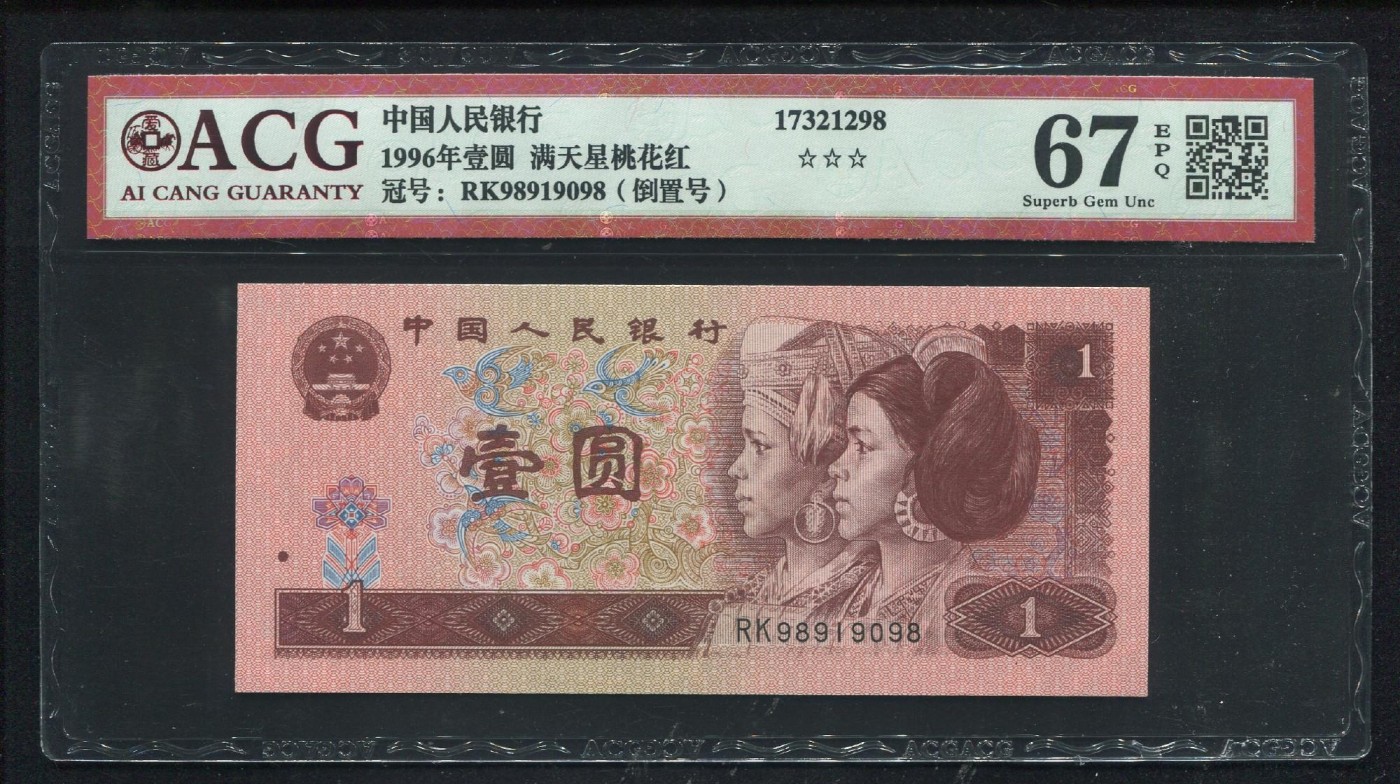 ACG
AI CANG GUARANTY
中国人民银行
1996年壹圆 满天星桃花红
冠号：RK98919098（倒置号）
17321298
☆☆☆
67
EPQ
Superb Gem Unc
中国人民银行
1
壹圆
1
RK98919098
1